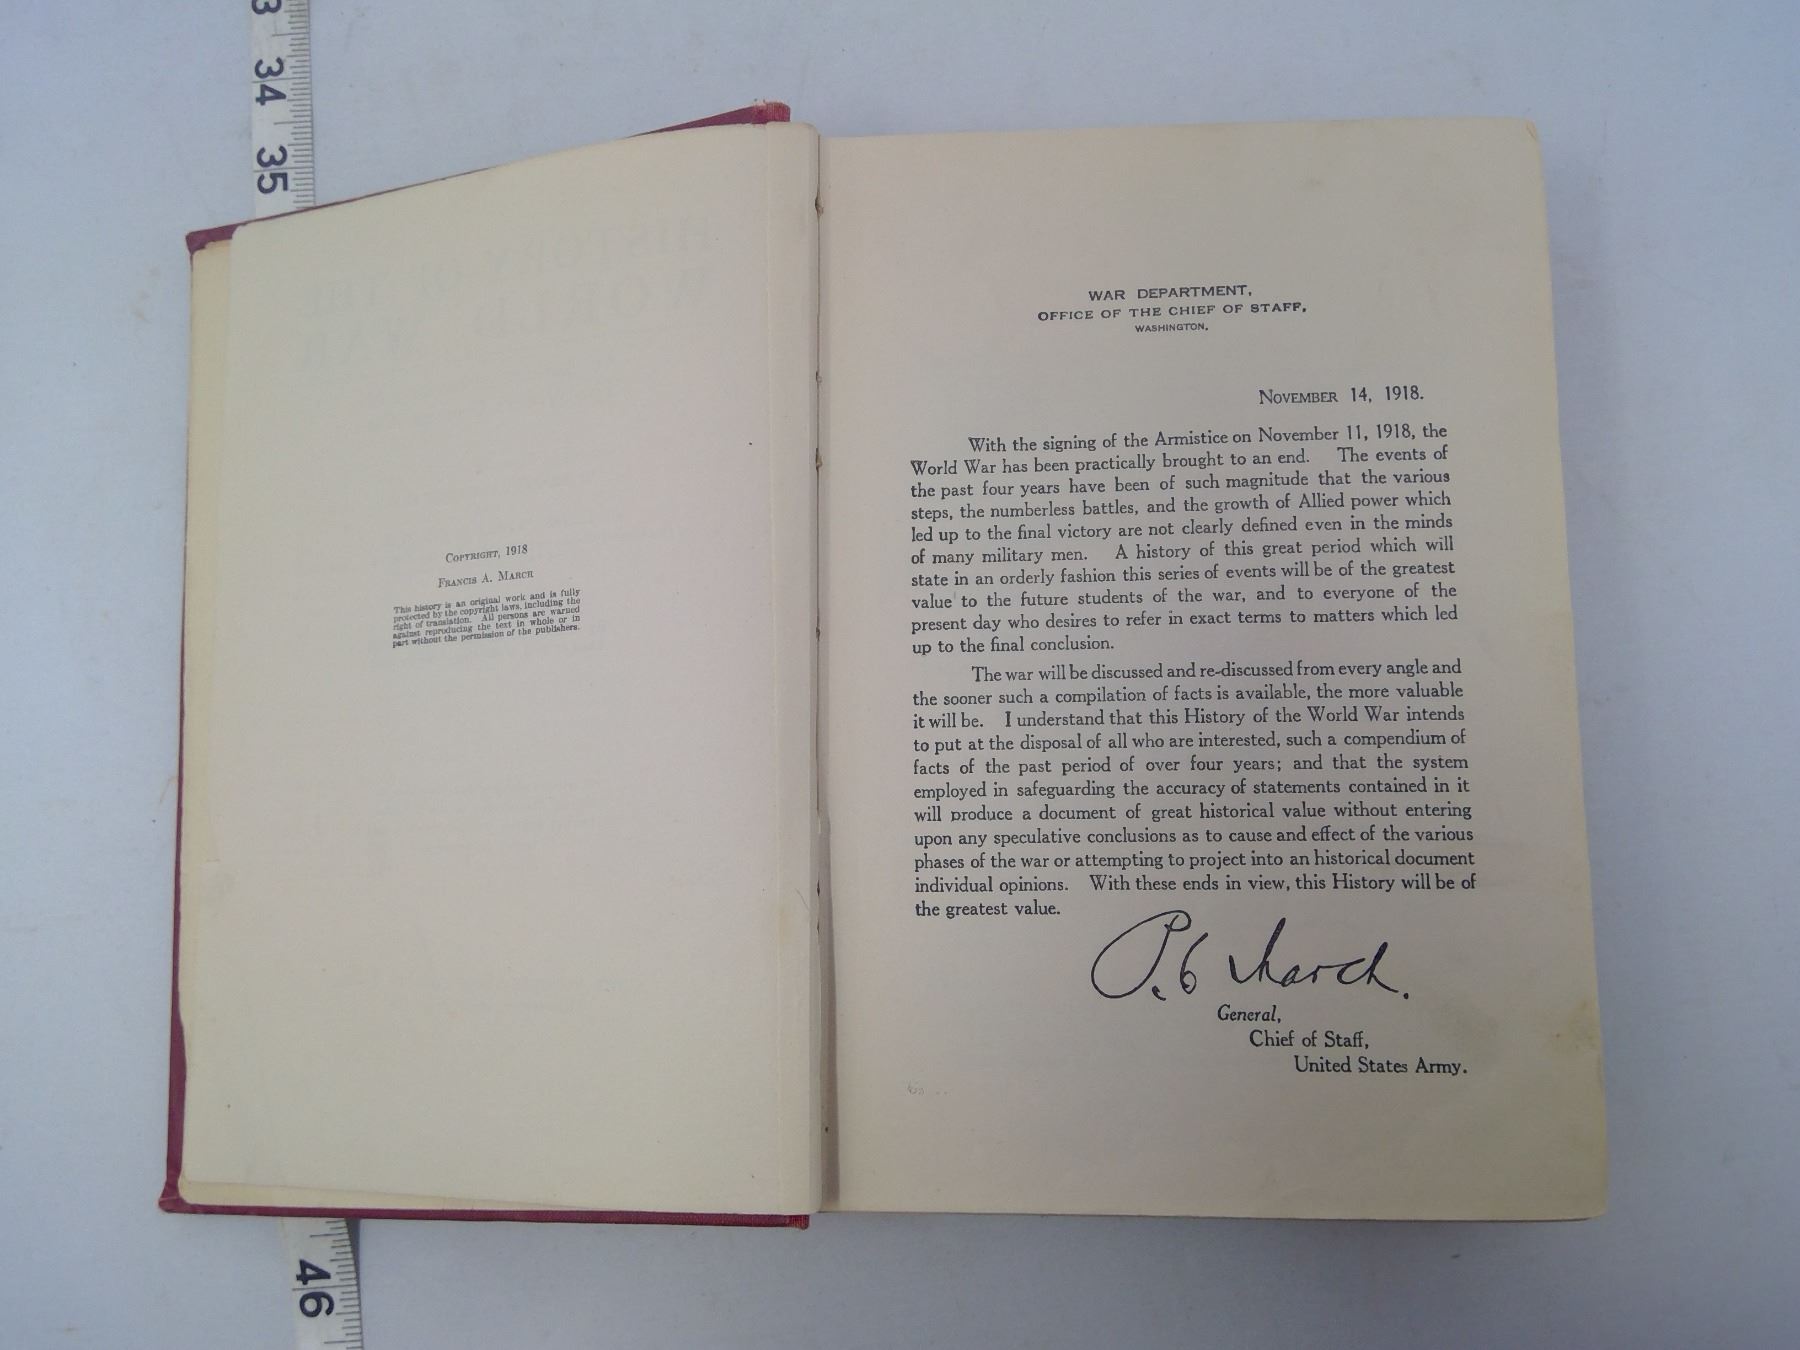 34
35
46
COPYRIGHT, 1918
FRANCIS A. MARCH
This history is an original work and is fully
protected by the copyright laws, including the
right of translation. All persons are warned
against reproducing the text in whole or in
part without the permission of the publishers.
WAR DEPARTMENT,
OFFICE OF THE CHIEF OF STAFF,
WASHINGTON.
NOVEMBER 14, 1918.
With the signing of the Armistice on November 11, 1918, the
World War has been practically brought to an end. The events of
the past four years have been of such magnitude that the various
steps, the numberless battles, and the growth of Allied power which
led up to the final victory are not clearly defined even in the minds
of many military men. A history of this great period which will
state in an orderly fashion this series of events will be of the greatest
value to the future students of the war, and to everyone of the
present day who desires to refer in exact terms to matters which led
up to the final conclusion.
The war will be discussed and re-discussed from every angle and
the sooner such a compilation of facts is available, the more valuable
it will be. I understand that this History of the World War intends
to put at the disposal of all who are interested, such a compendium of
facts of the past period of over four years; and that the system
employed in safeguarding the accuracy of statements contained in it
will produce a document of great historical value without entering
upon any speculative conclusions as to cause and effect of the various
phases of the war or attempting to project into an historical document
individual opinions. With these ends in view, this History will be of
the greatest value.
P. C March.
General,
Chief of Staff,
United States Army.